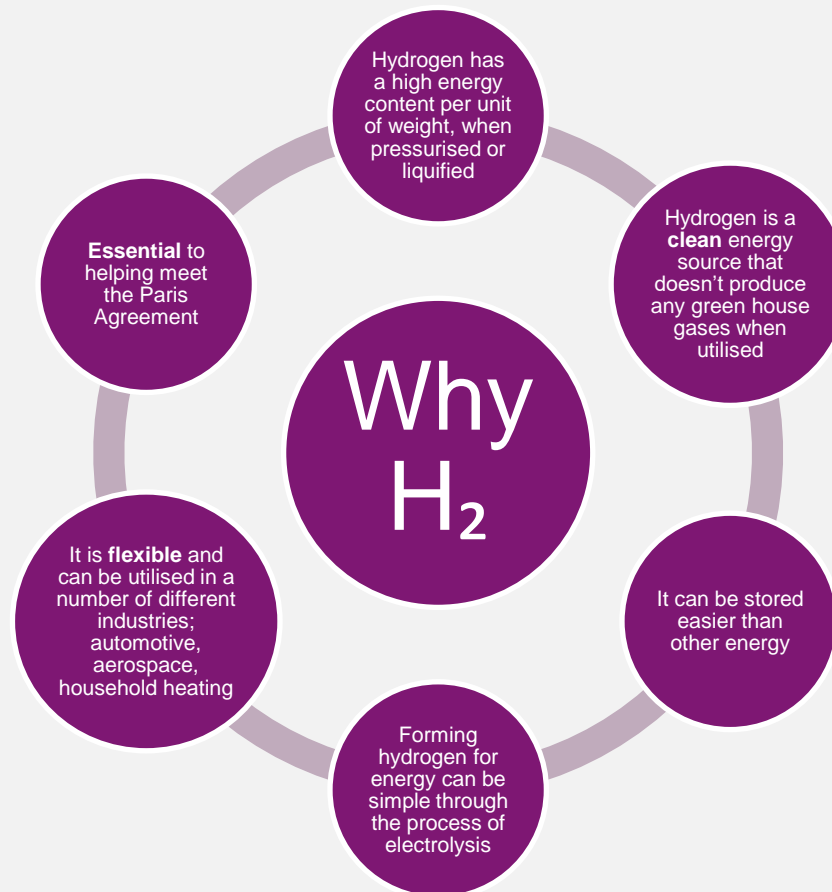 Hydrogen has
a high energy
content per unit
of weight, when
pressurised or
liquified
Hydrogen is a
clean energy
source that
doesn’t produce
any green house
gases when
utilised
It can be stored
easier than
other energy
Forming
hydrogen for
energy can be
simple through
the process of
electrolysis
It is flexible and
can be utilised in a
number of different
industries;
automotive,
aerospace,
household heating
Essential to
helping meet
the Paris
Agreement
Why
H₂